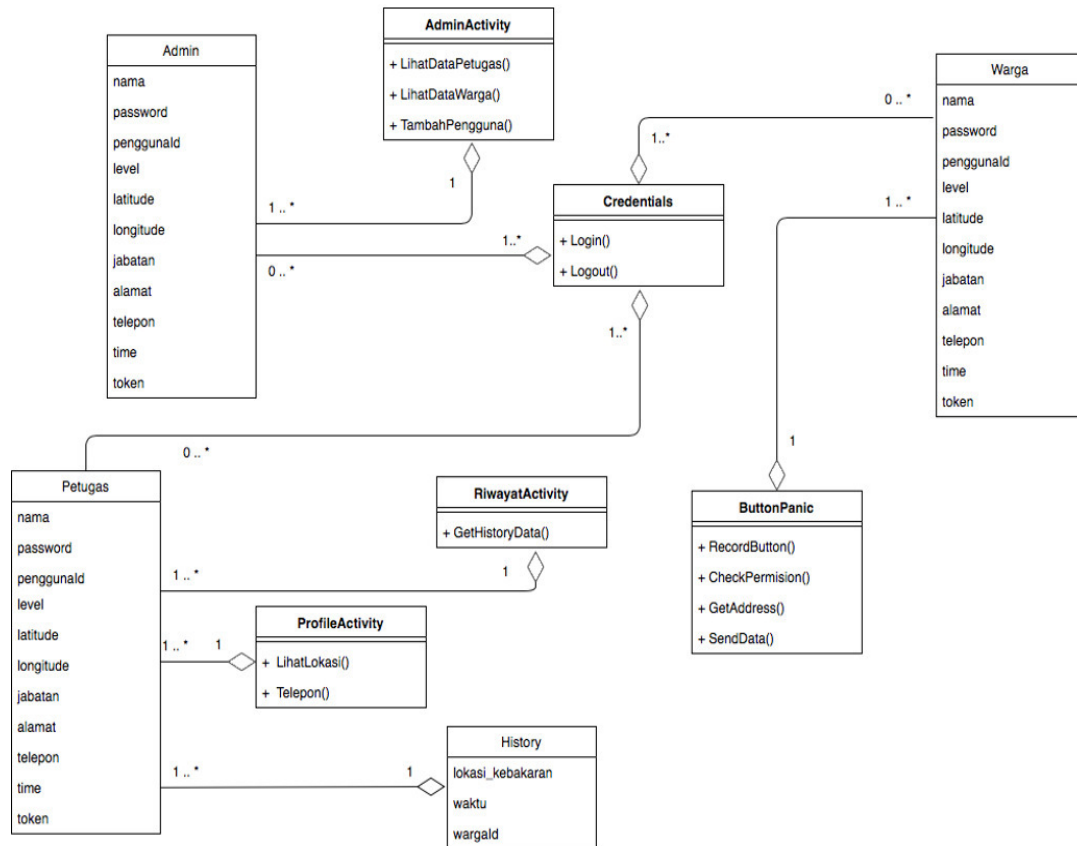 AdminActivity
+ LihatDataPetugas()
+ LihatDataWarga()
+ TambahPengguna()
1
Admin
nama
password
penggunaId
level
latitude
longitude
jabatan
alamat
telepon
time
token
1 .. *
0 .. *
1..*
Credentials
+ Login()
+ Logout()
1..*
0 .. *
1..*
0 .. *
Warga
nama
password
penggunaId
level
latitude
longitude
jabatan
alamat
telepon
time
token
1 .. *
1
ButtonPanic
+ RecordButton()
+ CheckPermision()
+ GetAddress()
+ SendData()
Petugas
nama
password
penggunaId
level
latitude
longitude
jabatan
alamat
telepon
time
token
RiwayatActivity
+ GetHistoryData()
1 .. *
1
ProfileActivity
+ LihatLokasi()
+ Telepon()
1 .. *
1
History
lokasi_kebakaran
waktu
wargaId
1 .. *
1